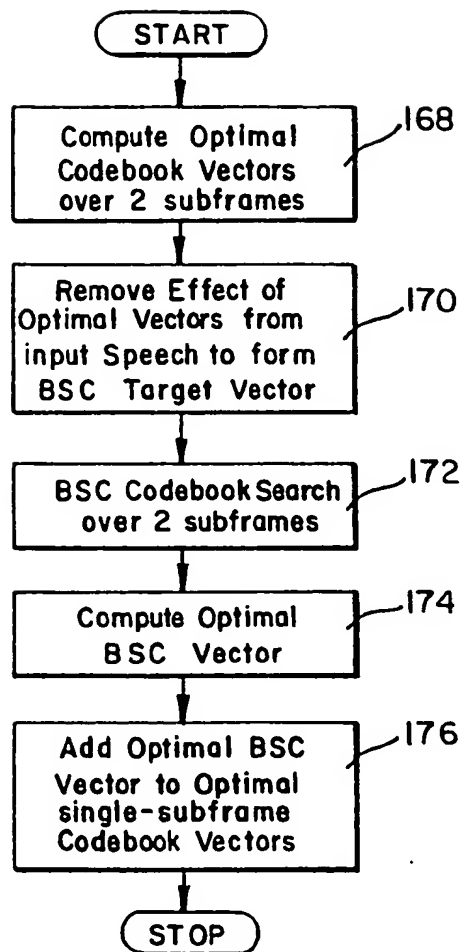 START
168
Compute Optimal
Codebook Vectors
over 2 subframes
170
Remove Effect of
Optimal Vectors from
input Speech to form
BSC Target Vector
172
BSC Codebook Search
over 2 subframes
174
Compute Optimal
BSC Vector
176
Add Optimal BSC
Vector to Optimal
single-subframe
Codebook Vectors
STOP